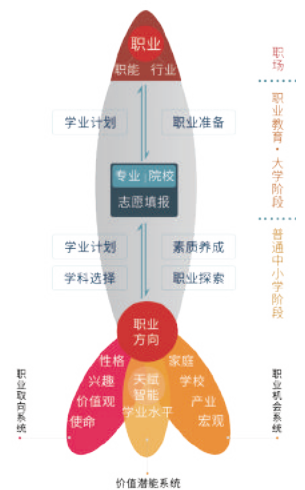 职业
职能 行业
职场
学业计划 职业准备
职业教育·大学阶段
专业|院校
志愿填报
学业计划 素质养成
学科选择 职业探索
普通中小学阶段
职业
方向
性格
兴趣
价值观
使命
天赋
智能
学业水平
家庭
学校
产业
宏观
职业取向系统
职业机会系统
价值潜能系统